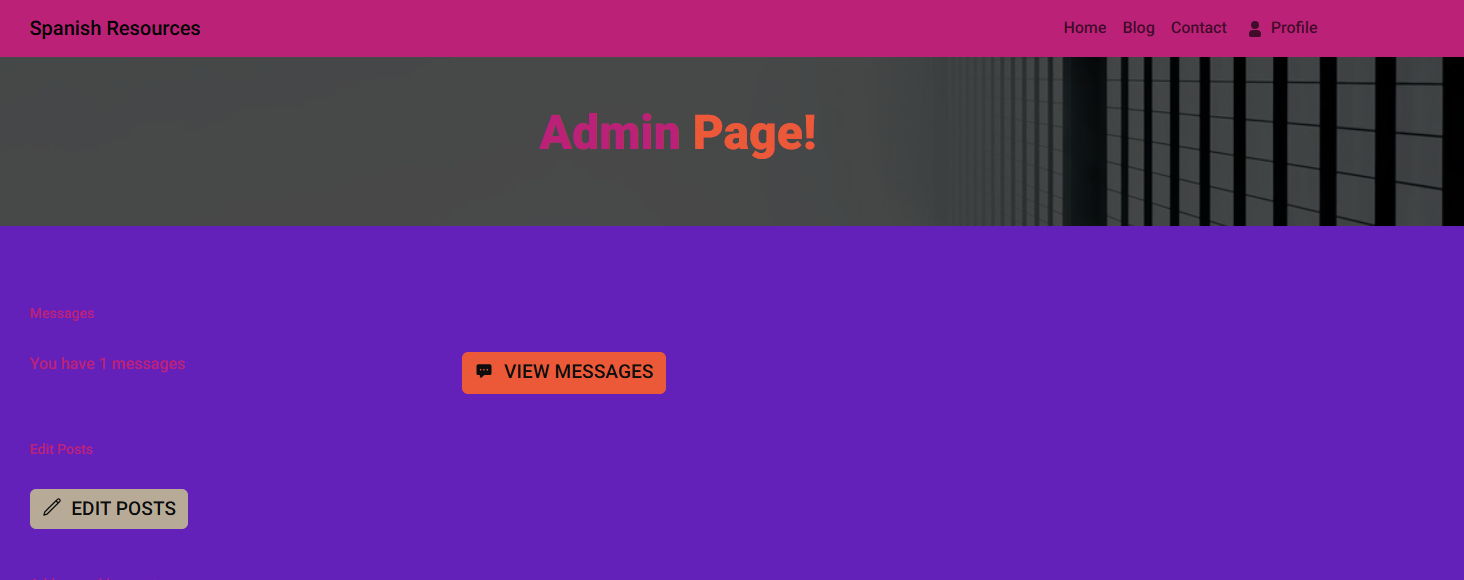 Spanish Resources
Home Blog Contact Profile
Admin Page!
Messages
You have 1 messages
VIEW MESSAGES
Edit Posts
EDIT POSTS